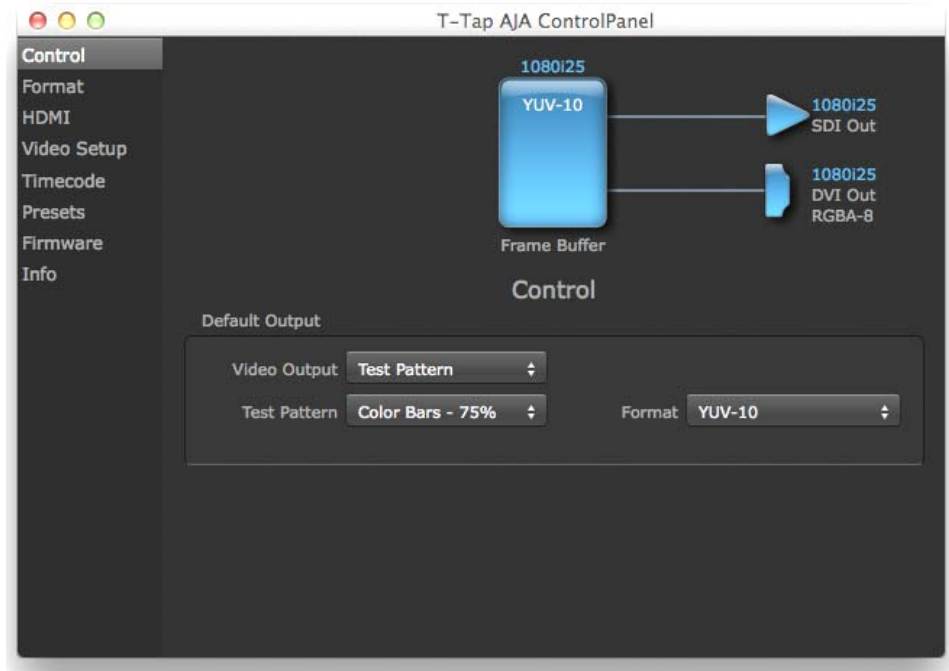 T-Tap AJA ControlPanel
Control
Format
HDMI
Video Setup
Timecode
Presets
Firmware
Info
1080i25
YUV-10
Frame Buffer
1080i25
SDI Out
1080i25
DVI Out
RGBA-8
Control
Default Output
Video Output Test Pattern
Test Pattern Color Bars - 75% Format YUV-10